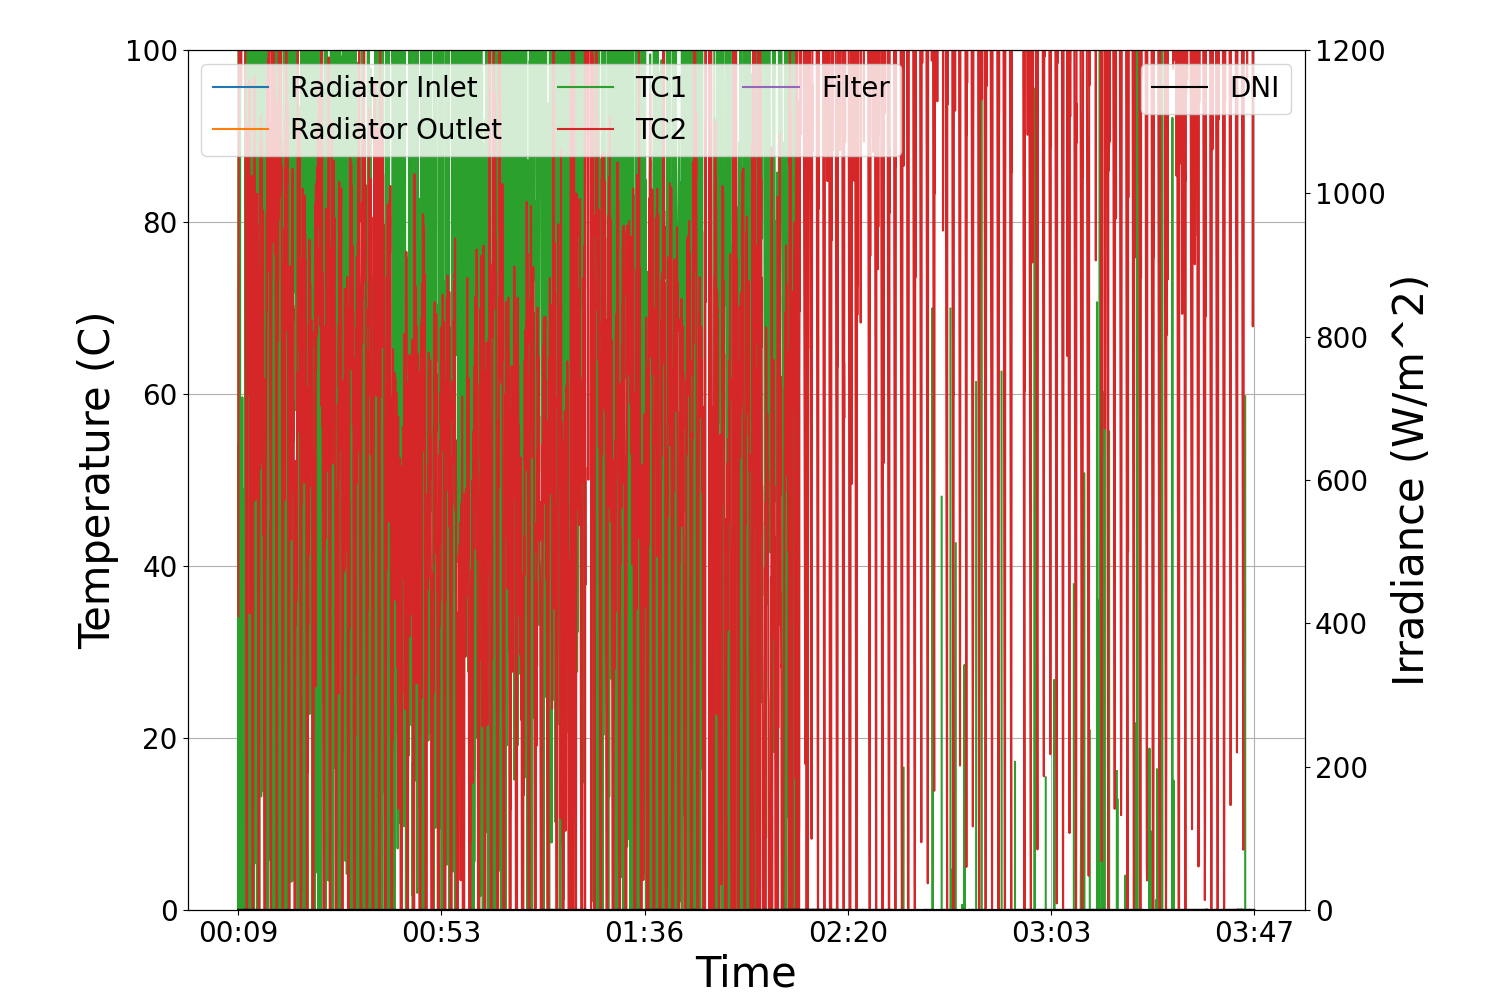 100
80
60
40
20
0
Temperature (C)
Radiator Inlet
Radiator Outlet
TC1
TC2
Filter
DNI
1200
1000
800
600
400
200
0
Irradiance (W/m^2)
00:09 00:53 01:36 02:20 03:03 03:47
Time